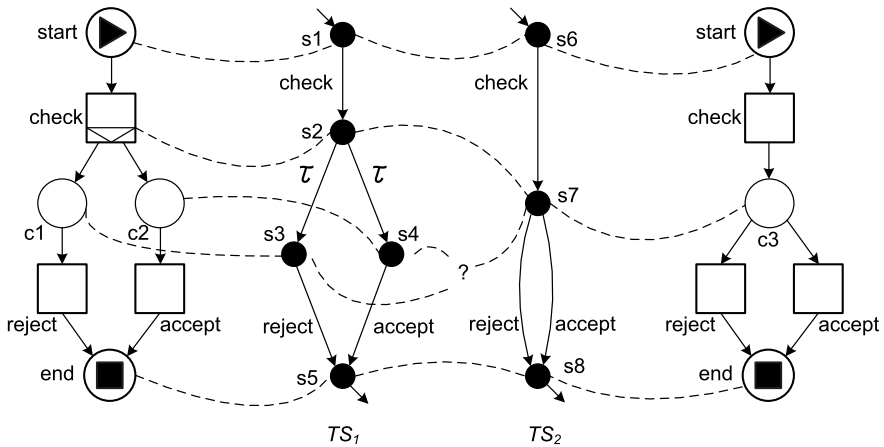 start
s1
s6
start
check
check
check
check
s2
τ
τ
s7
c1
c2
s3
s4
c3
?
reject
accept
reject
accept
reject
accept
reject
accept
end
s5
s8
end
TS1
TS2